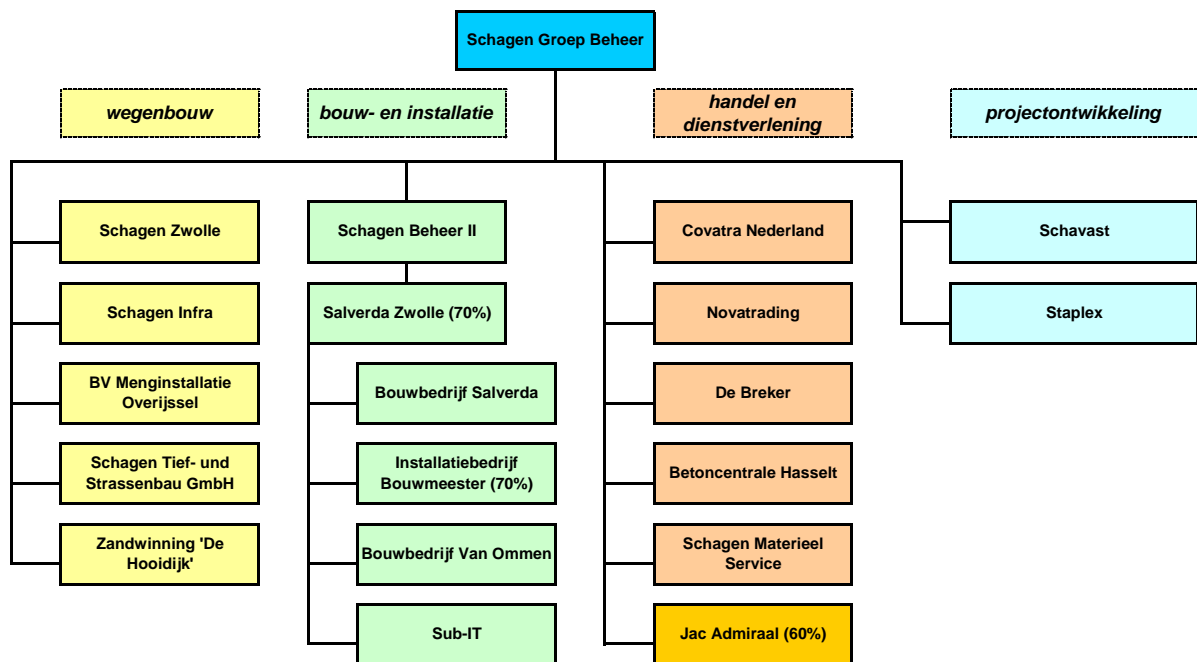 Schagen Groep Beheer
wegenbouw
bouw- en installatie
handel en
dienstverlening
projectontwikkeling
Schagen Zwolle
Schagen Infra
BV Menginstallatie
Overijssel
Schagen Tief- und
Strassenbau GmbH
Zandwinning 'De
Hooidijk'
Schagen Beheer II
Salverda Zwolle (70%)
Bouwbedrijf Salverda
Installatiebedrijf
Bouwmeester (70%)
Bouwbedrijf Van Ommen
Sub-IT
Covatra Nederland
Novatrading
De Breker
Betoncentrale Hasselt
Schagen Materieel
Service
Jac Admiraal (60%)
Schavast
Staplex